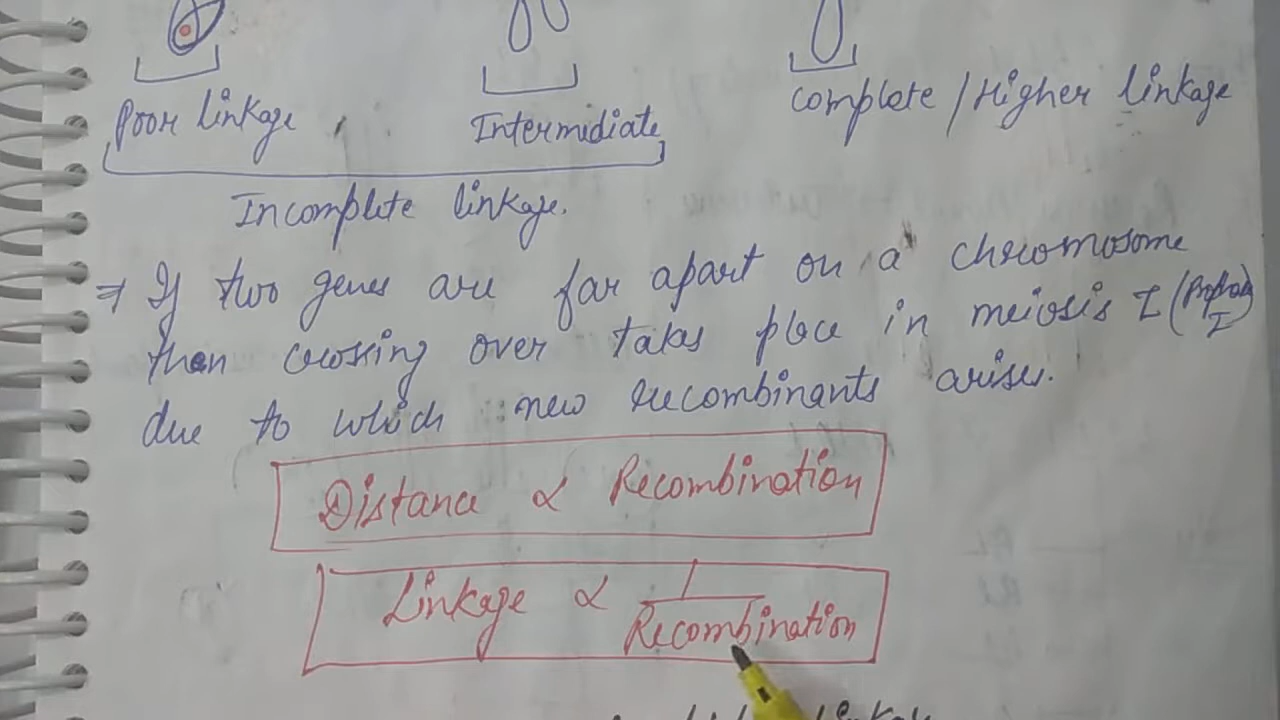 Poor linkage
Intermediate
Complete / Higher linkage
Incomplete linkage.
⇒ If two genes are far apart on a chromosome
then crossing over takes place in meiosis I (Prophase I)
due to which new recombinants arises.
Distance ∝ Recombination
Linkage ∝ 1
Recombination